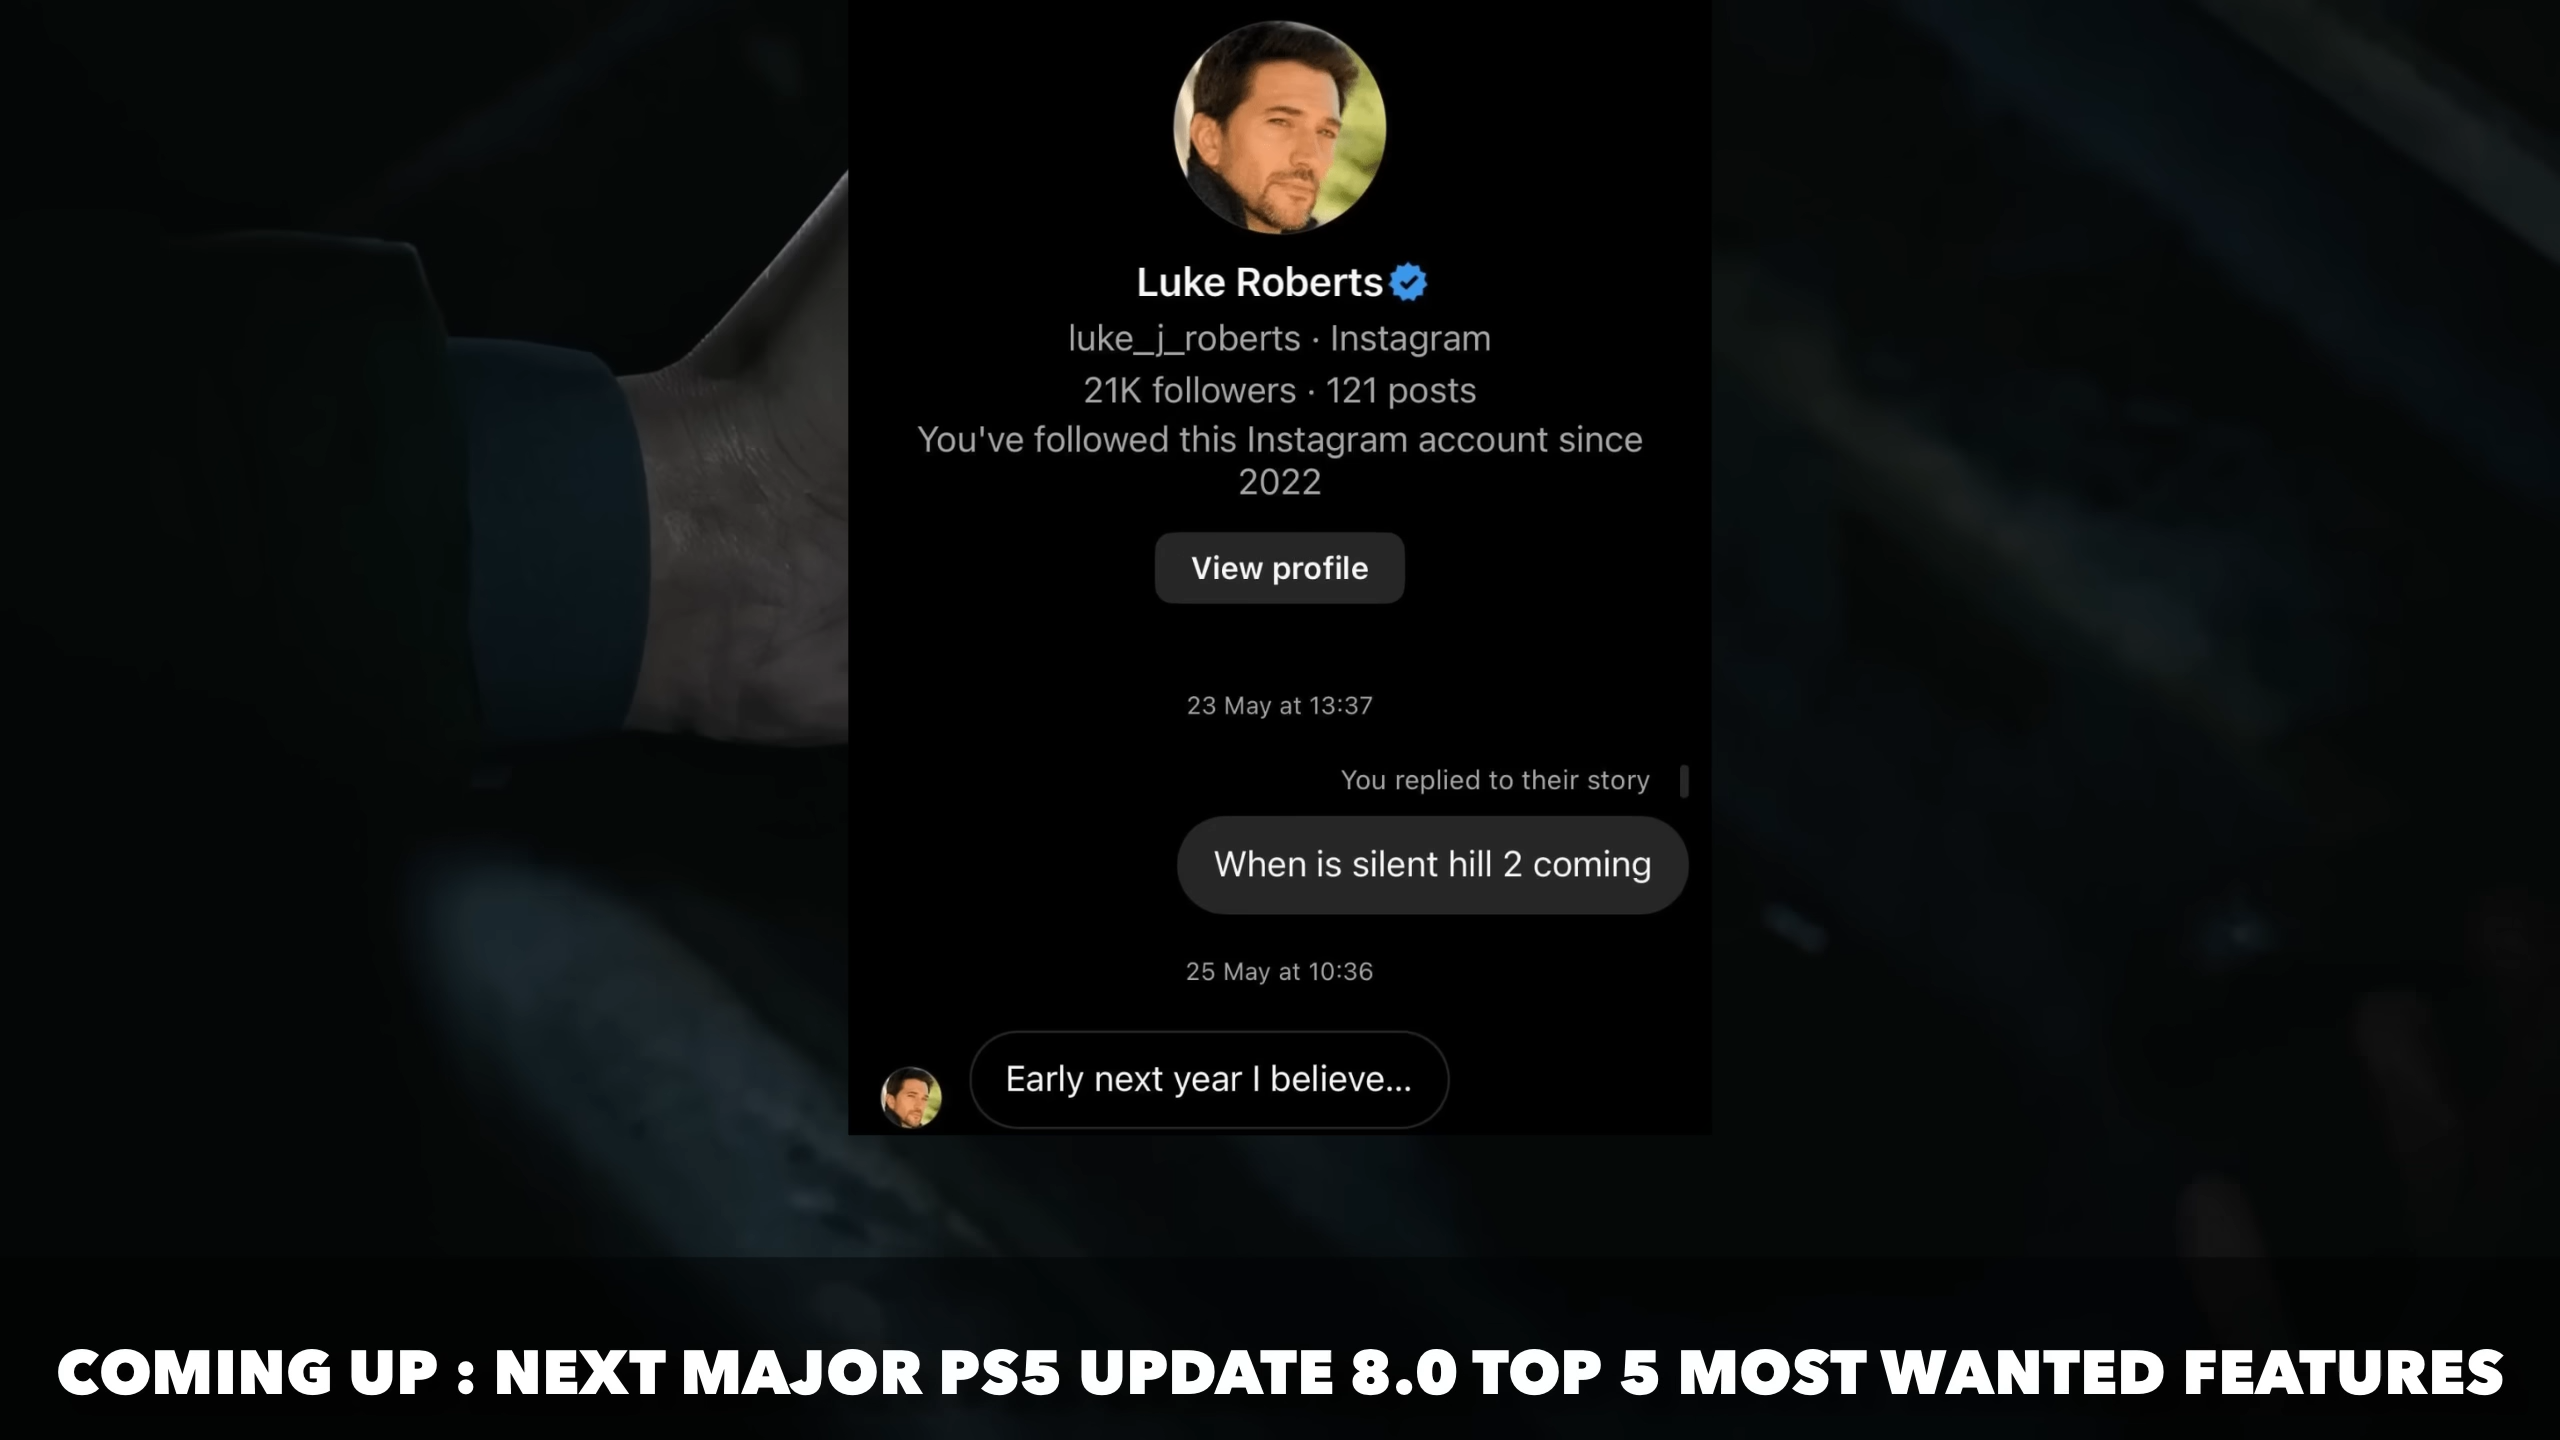 Luke Roberts
luke_j_roberts · Instagram
21K followers · 121 posts
You've followed this Instagram account since
2022
View profile
23 May at 13:37
You replied to their story
When is silent hill 2 coming
25 May at 10:36
Early next year I believe...
COMING UP : NEXT MAJOR PS5 UPDATE 8.0 TOP 5 MOST WANTED FEATURES